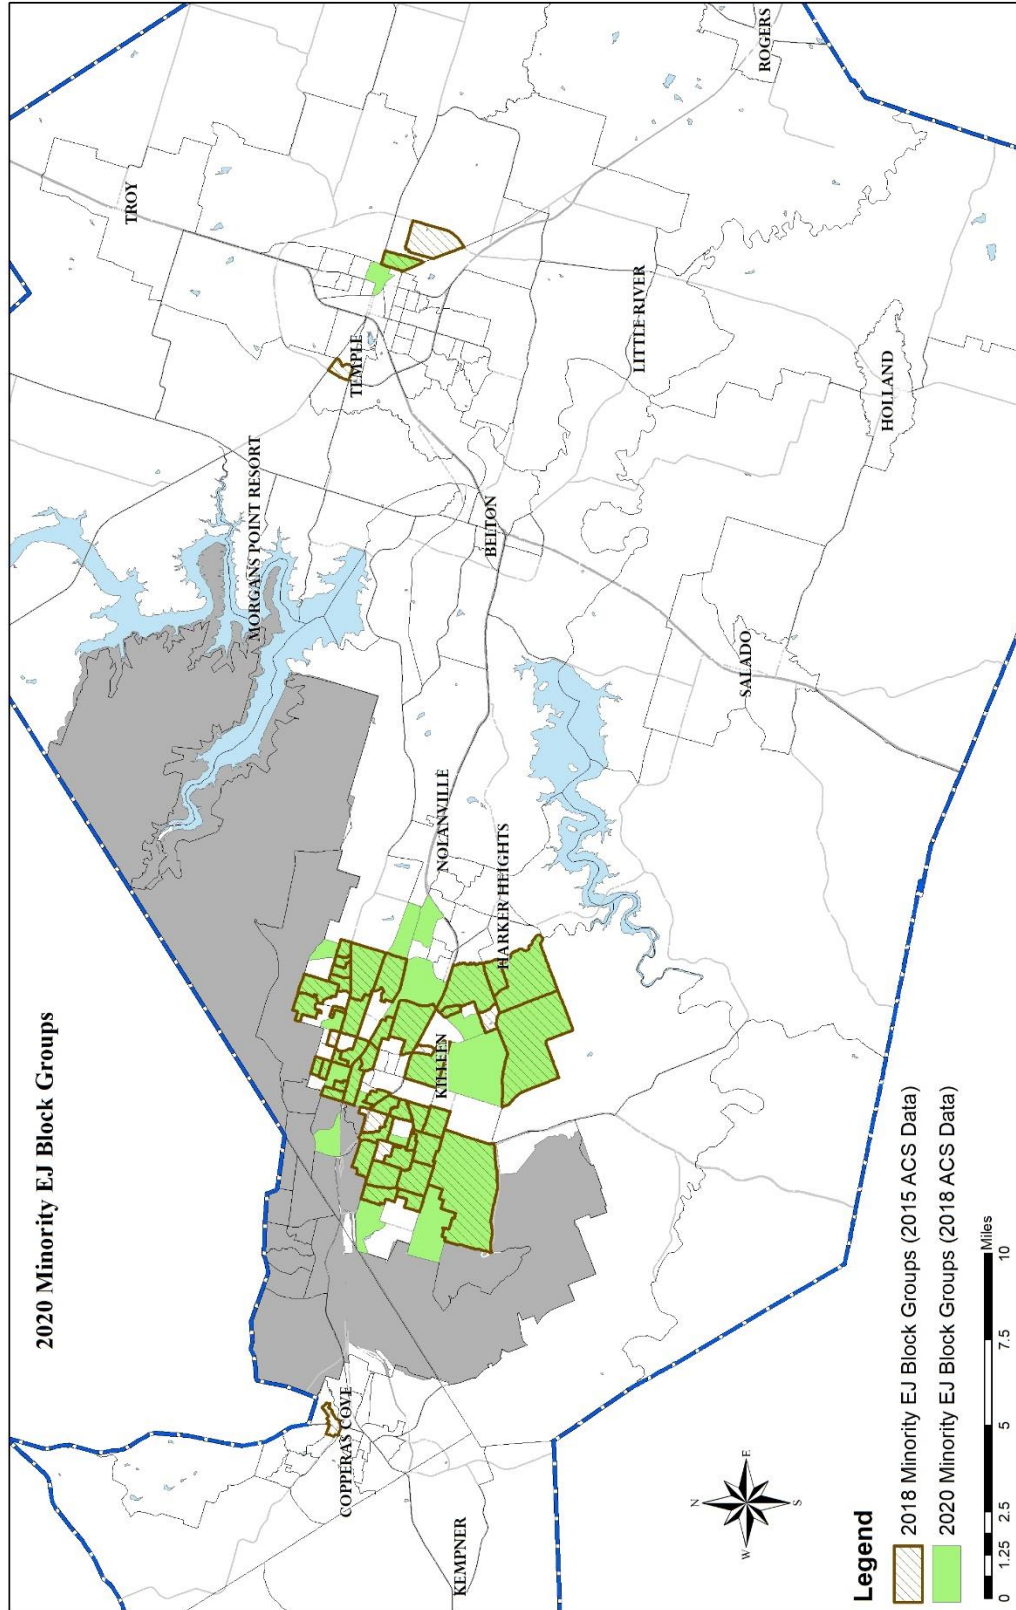 2020 Minority EJ Block Groups
TROY
ROGERS
TEMPLE
MORGANS POINT RESORT
LITTLE RIVER
HOLLAND
BELTON
NOLANVILLE
SALADO
HARKER HEIGHTS
KILLEEN
COPPERAS COVE
KEMPNER
N
W
E
S
Legend
2018 Minority EJ Block Groups (2015 ACS Data)
2020 Minority EJ Block Groups (2018 ACS Data)
0 1.25 2.5 5 7.5 10
Miles